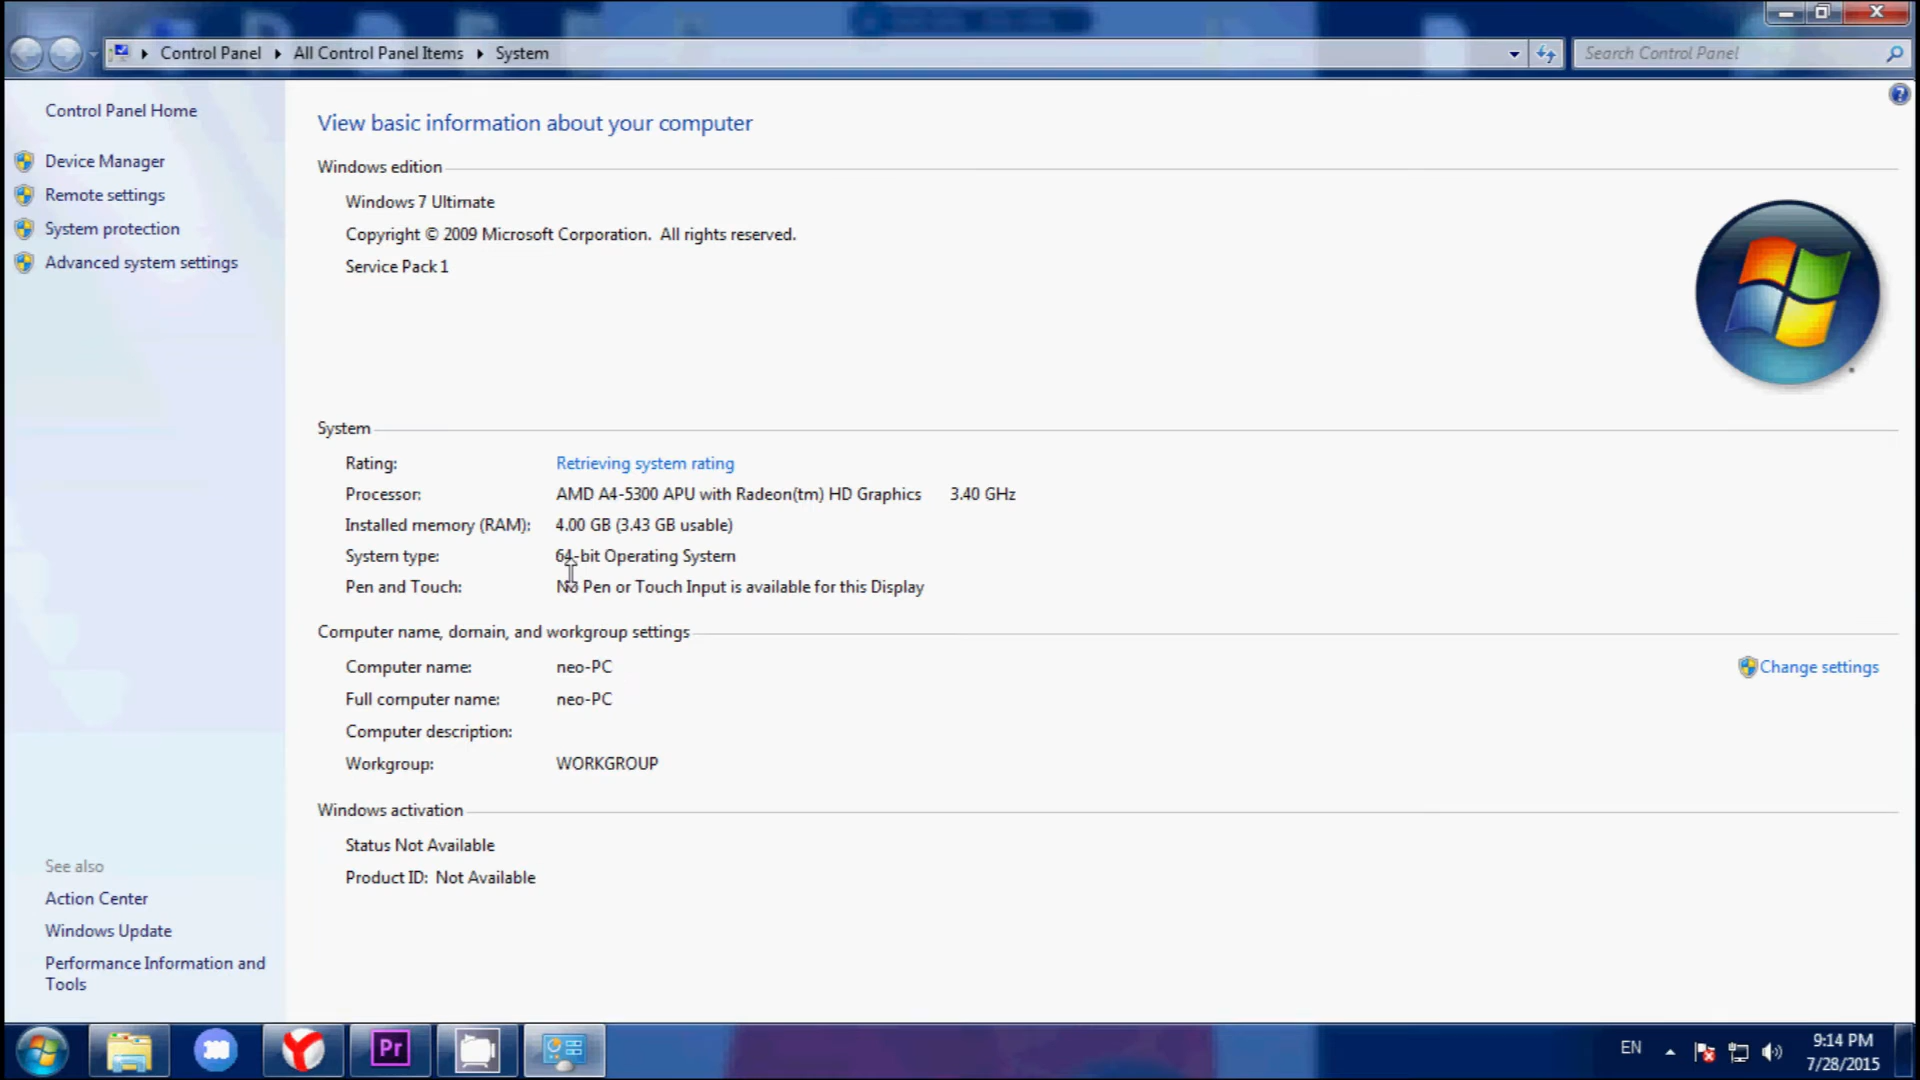 Control Panel ▸ All Control Panel Items ▸ System
Search Control Panel
Control Panel Home
Device Manager
Remote settings
System protection
Advanced system settings
View basic information about your computer
Windows edition
Windows 7 Ultimate
Copyright © 2009 Microsoft Corporation. All rights reserved.
Service Pack 1
System
Rating: Retrieving system rating
Processor: AMD A4-5300 APU with Radeon(tm) HD Graphics 3.40 GHz
Installed memory (RAM): 4.00 GB (3.43 GB usable)
System type: 64-bit Operating System
Pen and Touch: No Pen or Touch Input is available for this Display
Computer name, domain, and workgroup settings
Computer name: neo-PC
Change settings
Full computer name: neo-PC
Computer description:
Workgroup: WORKGROUP
Windows activation
Status Not Available
Product ID: Not Available
See also
Action Center
Windows Update
Performance Information and
Tools
Pr
EN
9:14 PM
7/28/2015